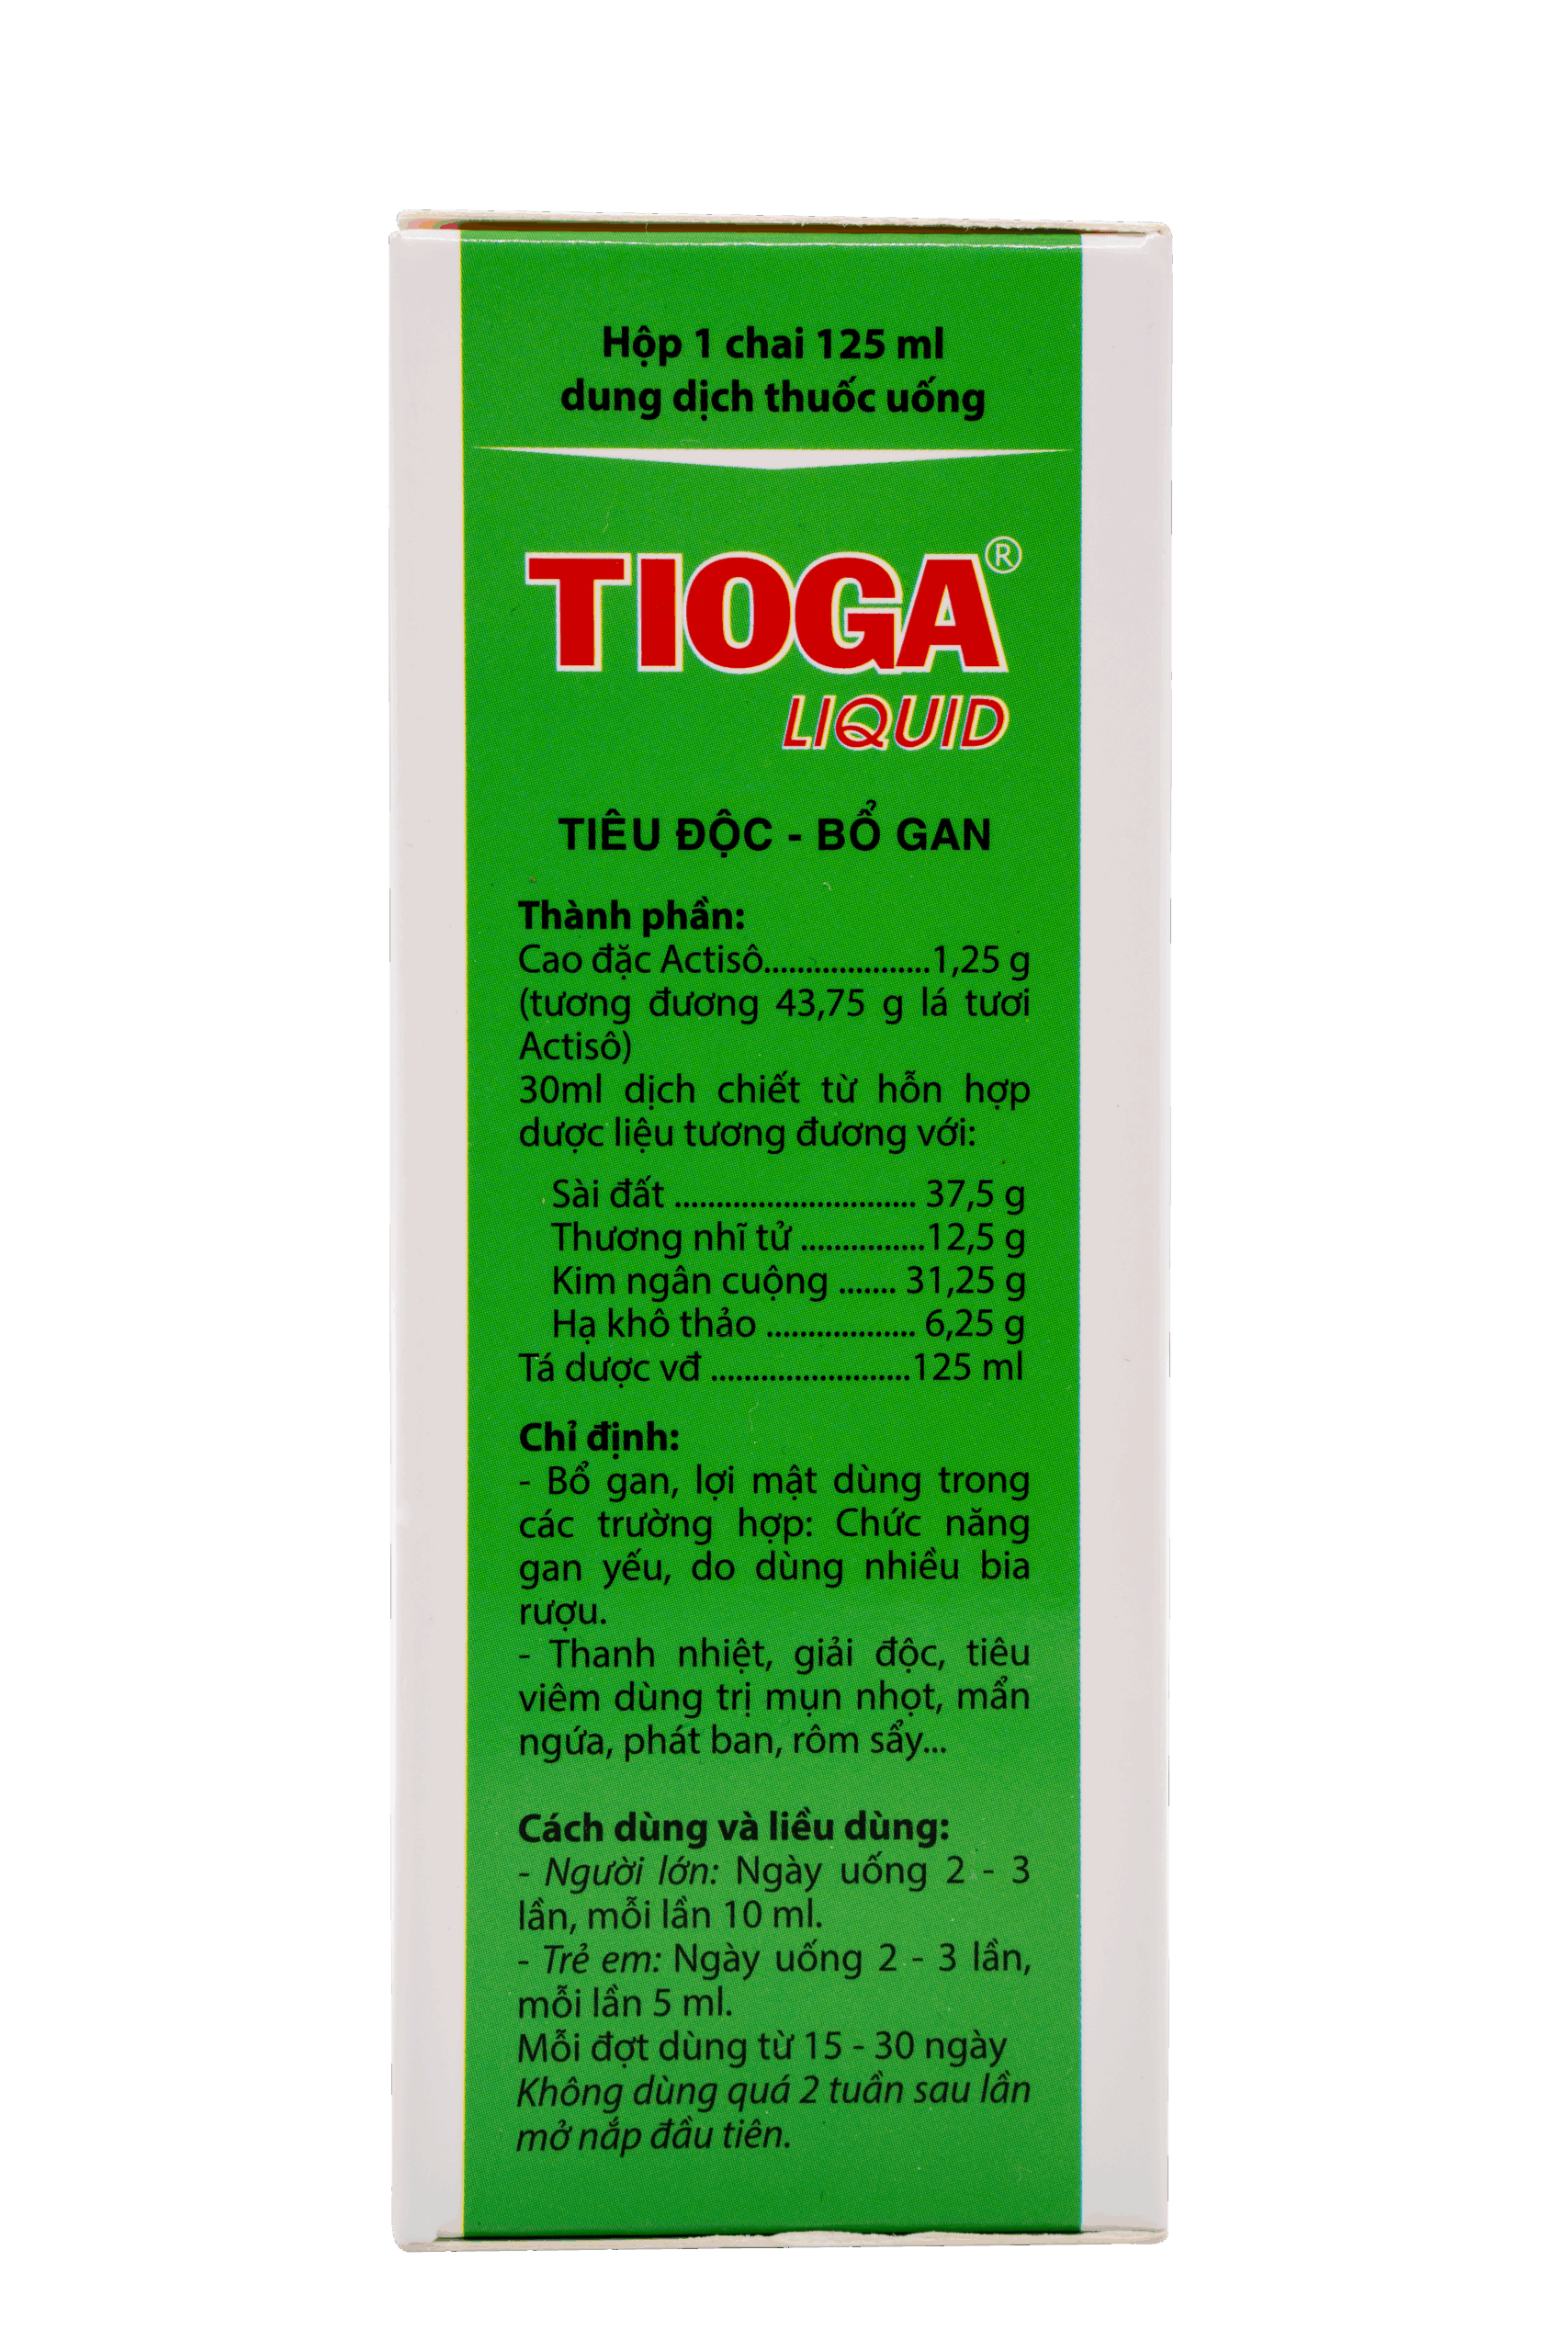 Hộp 1 chai 125 ml
dung dịch thuốc uống
TIOGA®
LIQUID
TIÊU ĐỘC - BỔ GAN
Thành phần:
Cao đặc Actisô....................1,25 g
(tương đương 43,75 g lá tươi
Actisô)
30ml dịch chiết từ hỗn hợp
dược liệu tương đương với:
Sài đất ............................. 37,5 g
Thương nhĩ tử ...............12,5 g
Kim ngân cuộng ....... 31,25 g
Hạ khô thảo .................. 6,25 g
Tá dược vđ ........................125 ml
Chỉ định:
- Bổ gan, lợi mật dùng trong
các trường hợp: Chức năng
gan yếu, do dùng nhiều bia
rượu.
- Thanh nhiệt, giải độc, tiêu
viêm dùng trị mụn nhọt, mẩn
ngứa, phát ban, rôm sẩy...
Cách dùng và liều dùng:
- Người lớn: Ngày uống 2 - 3
lần, mỗi lần 10 ml.
- Trẻ em: Ngày uống 2 - 3 lần,
mỗi lần 5 ml.
Mỗi đợt dùng từ 15 - 30 ngày
Không dùng quá 2 tuần sau lần
mở nắp đầu tiên.